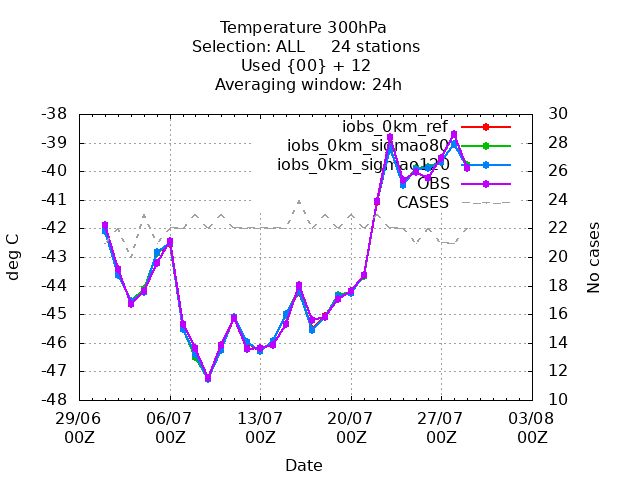 Temperature 300hPa
Selection: ALL 24 stations
Used {00} + 12
Averaging window: 24h
iobs_0km_ref
iobs_0km_sigmao80
iobs_0km_sigmao120
OBS
CASES
-38
-39
-40
-41
-42
-43
-44
-45
-46
-47
-48
30
28
26
24
22
20
18
16
14
12
10
deg C
No cases
29/06 06/07 13/07 20/07 27/07 03/08
00Z 00Z 00Z 00Z 00Z 00Z
Date